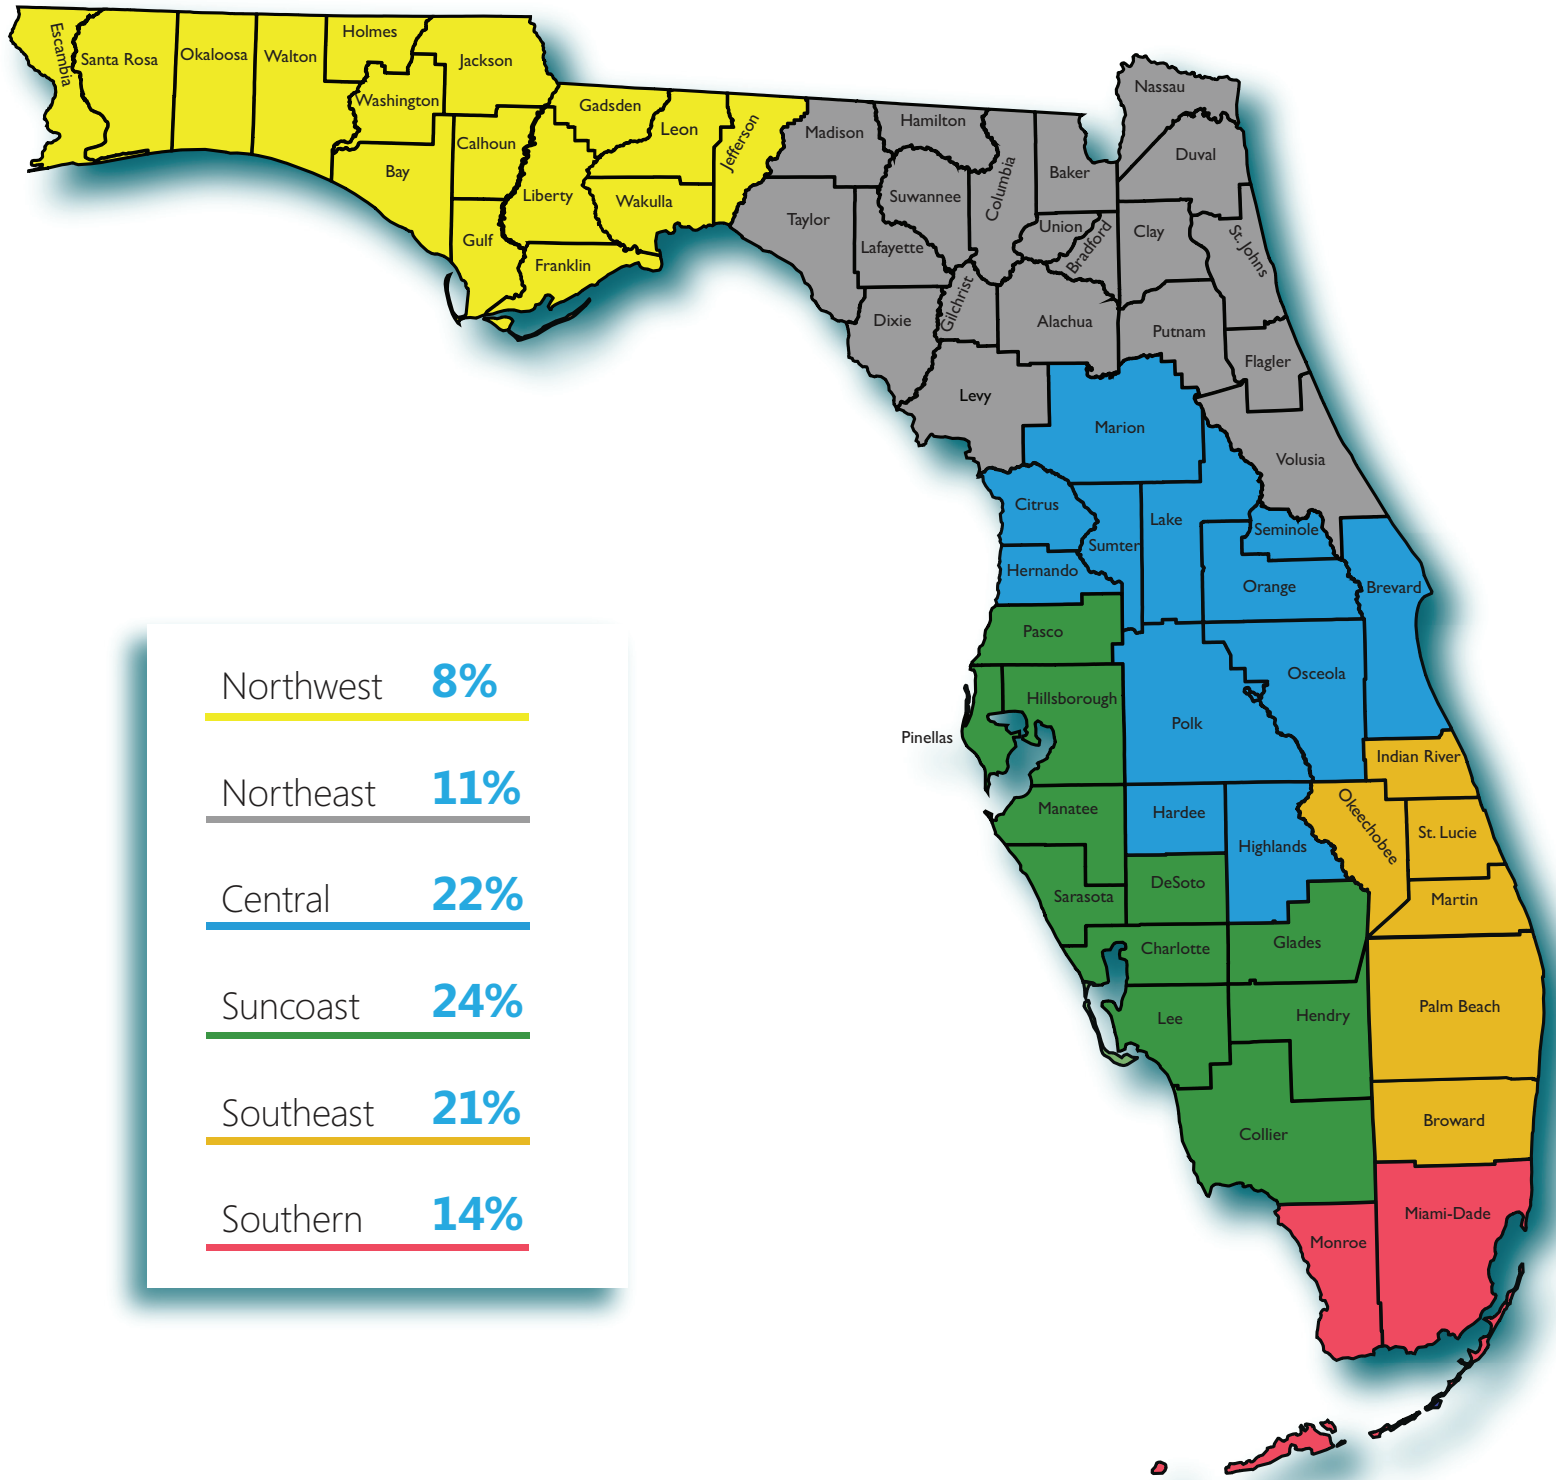 Escambia
Santa Rosa
Okaloosa
Walton
Holmes
Jackson
Washington
Bay
Calhoun
Gulf
Liberty
Franklin
Gadsden
Leon
Wakulla
Jefferson
Madison
Hamilton
Taylor
Suwannee
Lafayette
Columbia
Baker
Nassau
Duval
Union
Bradford
Clay
St. Johns
Dixie
Gilchrist
Alachua
Putnam
Flagler
Levy
Marion
Volusia
Citrus
Sumter
Lake
Seminole
Hernando
Orange
Brevard
Pasco
Osceola
Hillsborough
Pinellas
Polk
Indian River
Manatee
Hardee
Highlands
Okeechobee
St. Lucie
Sarasota
DeSoto
Martin
Charlotte
Glades
Lee
Hendry
Palm Beach
Collier
Broward
Monroe
Miami-Dade
Northwest 8%
Northeast 11%
Central 22%
Suncoast 24%
Southeast 21%
Southern 14%